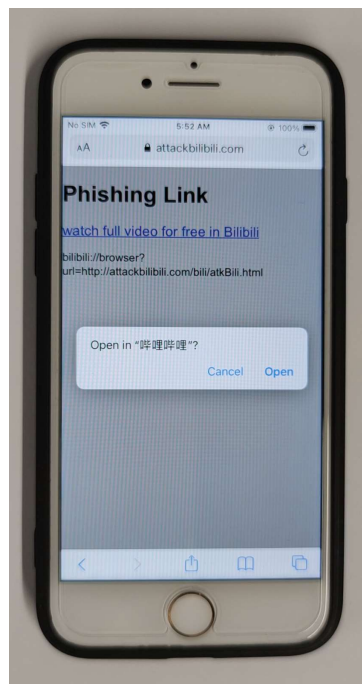 No SIM 5:52 AM 100%
AA attackbilibili.com
Phishing Link
watch full video for free in Bilibili
bilibili://browser?
url=http://attackbilibili.com/bili/atkBili.html
Open in “哔哩哔哩”?
Cancel Open